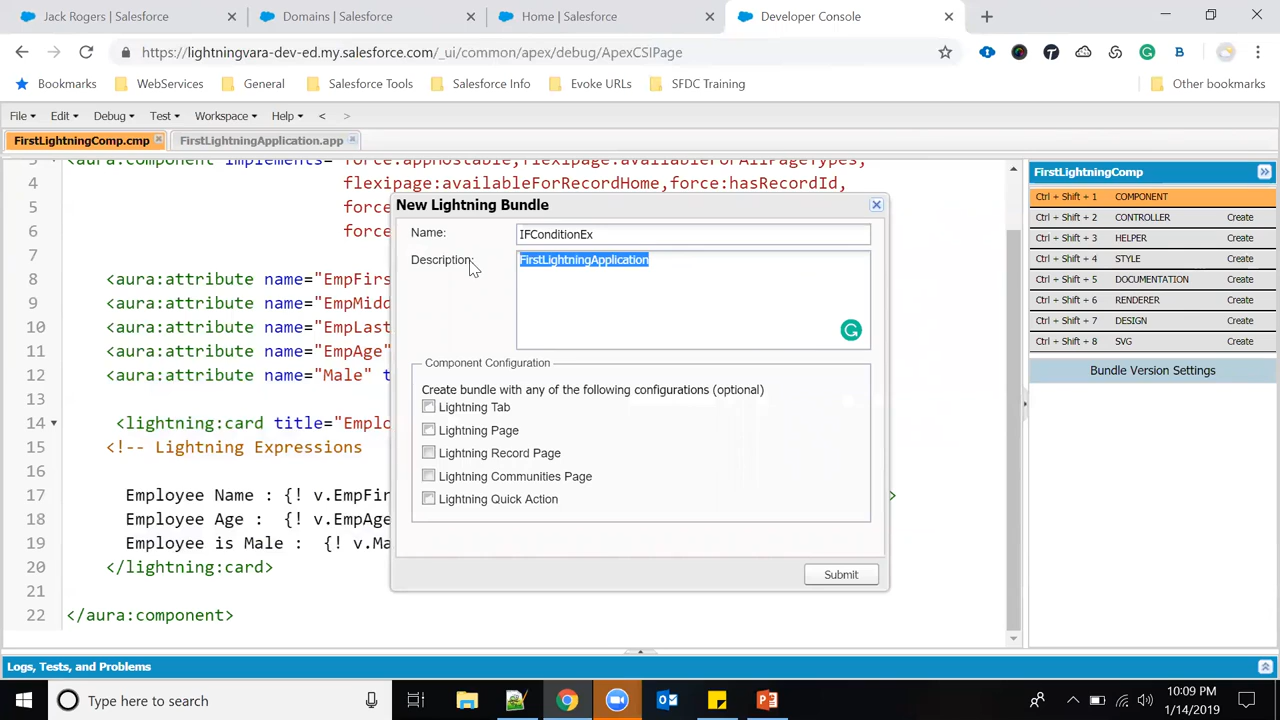 Jack Rogers | Salesforce
Domains | Salesforce
Home | Salesforce
Developer Console
https://lightningvara-dev-ed.my.salesforce.com/_ui/common/apex/debug/ApexCSIPage
Bookmarks
WebServices
General
Salesforce Tools
Salesforce Info
Evoke URLs
SFDC Training
Other bookmarks
File
Edit
Debug
Test
Workspace
Help
<
>
FirstLightningComp.cmp
FirstLightningApplication.app
<aura:component implements="force:appHostable,flexipage:availableForAllPageTypes,
4 flexipage:availableForRecordHome,force:hasRecordId,
5 force
6 force
7
8 <aura:attribute name="EmpFirs
9 <aura:attribute name="EmpMidd
10 <aura:attribute name="EmpLast
11 <aura:attribute name="EmpAge"
12 <aura:attribute name="Male" t
13
14 <lightning:card title="Emplo
15 <!-- Lightning Expressions
16
17 Employee Name : {! v.EmpFir >
18 Employee Age : {! v.EmpAge
19 Employee is Male : {! v.Ma
20 </lightning:card>
21
22 </aura:component>
New Lightning Bundle
Name: IFConditionEx
Description: FirstLightningApplication
Component Configuration
Create bundle with any of the following configurations (optional)
Lightning Tab
Lightning Page
Lightning Record Page
Lightning Communities Page
Lightning Quick Action
Submit
FirstLightningComp
Ctrl + Shift + 1 COMPONENT
Ctrl + Shift + 2 CONTROLLER Create
Ctrl + Shift + 3 HELPER Create
Ctrl + Shift + 4 STYLE Create
Ctrl + Shift + 5 DOCUMENTATION Create
Ctrl + Shift + 6 RENDERER Create
Ctrl + Shift + 7 DESIGN Create
Ctrl + Shift + 8 SVG Create
Bundle Version Settings
Logs, Tests, and Problems
Type here to search
10:09 PM
1/14/2019